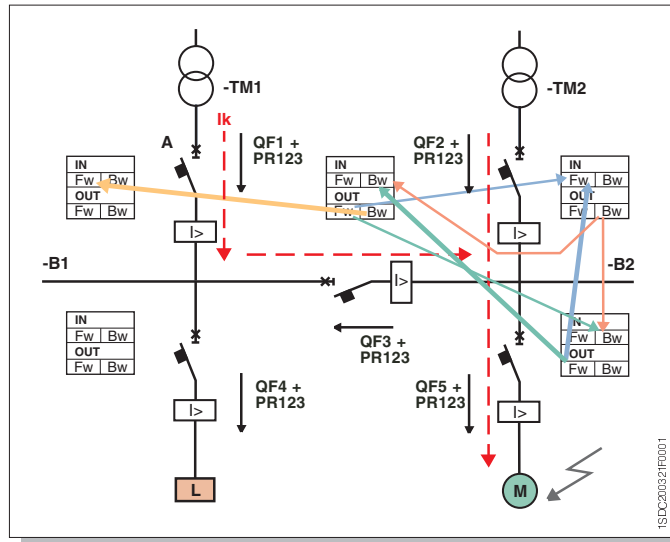 -TM1
-TM2
Ik
A
QF1 +
PR123
QF2 +
PR123
IN
Fw Bw
OUT
Fw Bw
IN
Fw Bw
OUT
Fw Bw
IN
Fw Bw
OUT
Fw Bw
I>
I>
-B1
I>
-B2
QF3 +
PR123
IN
Fw Bw
OUT
Fw Bw
IN
Fw Bw
OUT
Fw Bw
QF4 +
PR123
QF5 +
PR123
I>
I>
L
M
1SDC200321F0001